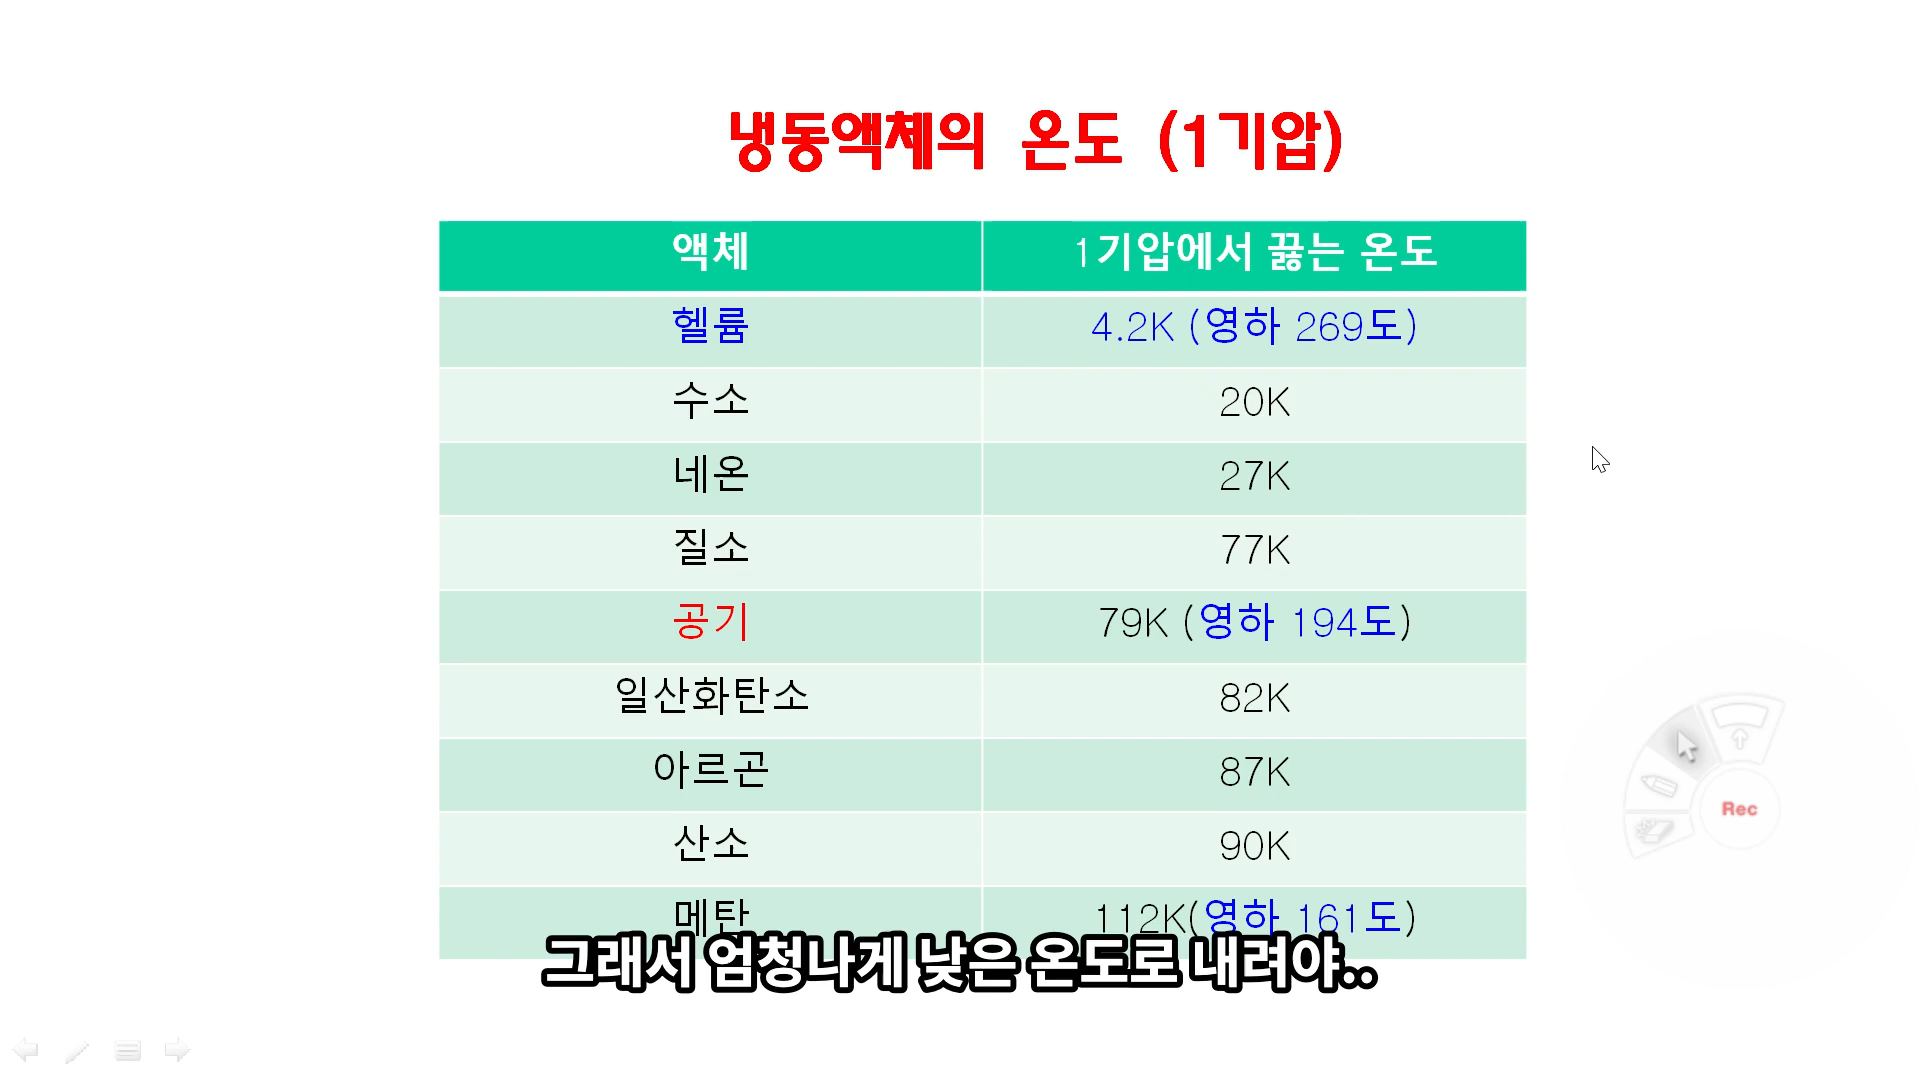 냉동액체의 온도 (1기압)
액체 1기압에서 끓는 온도
헬륨 4.2K (영하 269도)
수소 20K
네온 27K
질소 77K
공기 79K (영하 194도)
일산화탄소 82K
아르곤 87K
산소 90K
메탄 112K(영하 161도)
그래서 엄청나게 낮은 온도로 내려야..
Rec